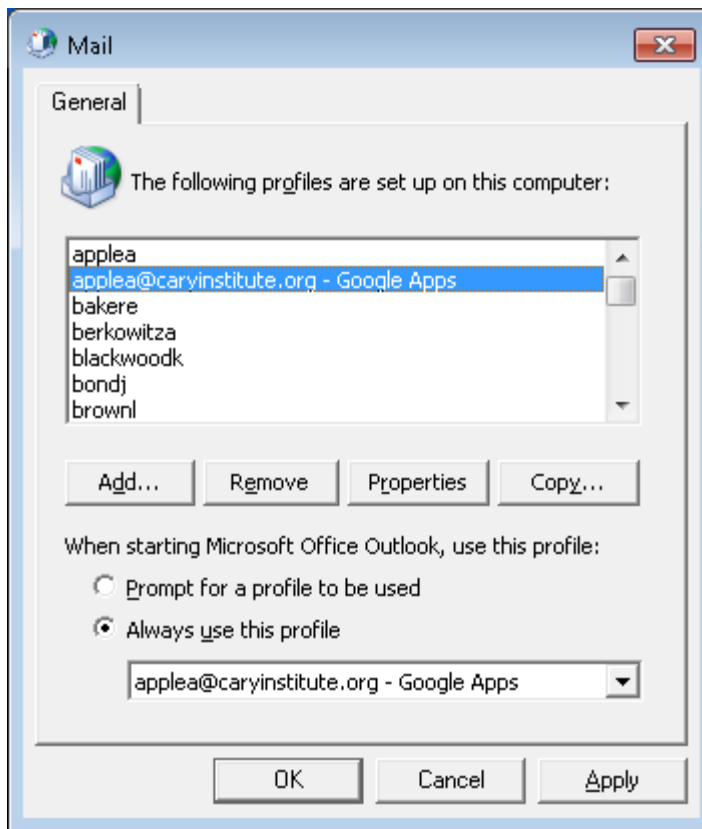 Mail
General
The following profiles are set up on this computer:
applea
applea@caryinstitute.org - Google Apps
bakere
berkowitza
blackwoodk
bondj
brownl
Add... Remove Properties Copy...
When starting Microsoft Office Outlook, use this profile:
Prompt for a profile to be used
Always use this profile
applea@caryinstitute.org - Google Apps
OK Cancel Apply